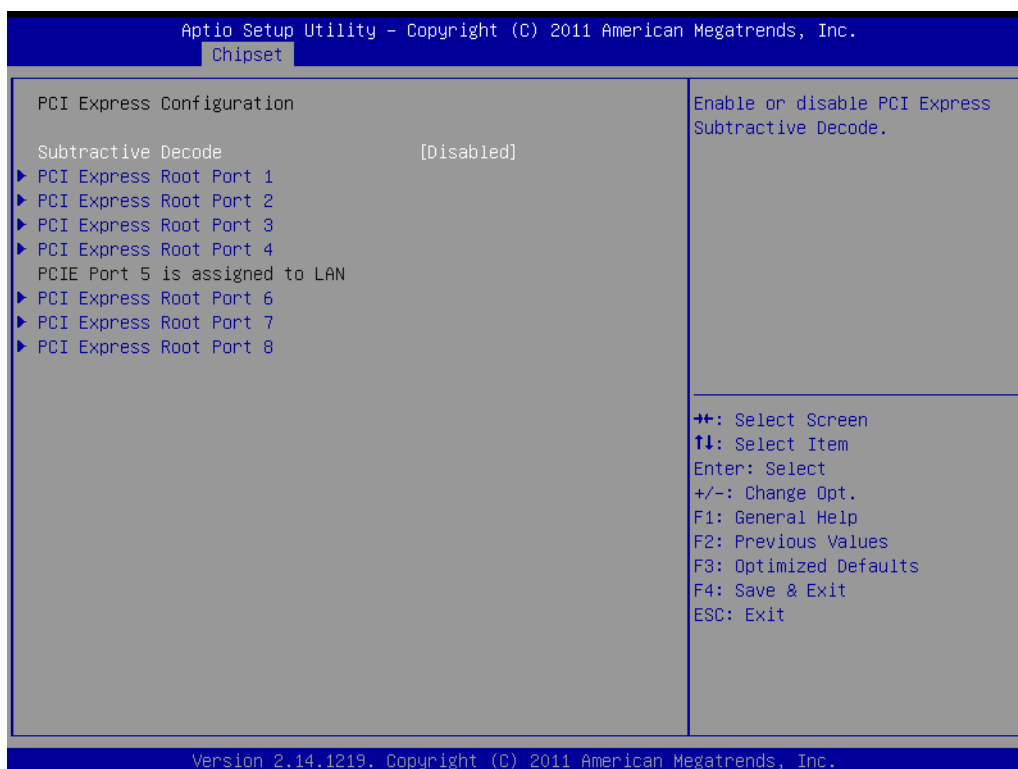 Aptio Setup Utility – Copyright (C) 2011 American Megatrends, Inc.
Chipset
PCI Express Configuration
Subtractive Decode [Disabled]
PCI Express Root Port 1
PCI Express Root Port 2
PCI Express Root Port 3
PCI Express Root Port 4
PCIE Port 5 is assigned to LAN
PCI Express Root Port 6
PCI Express Root Port 7
PCI Express Root Port 8
Enable or disable PCI Express
Subtractive Decode.
→←: Select Screen
↑↓: Select Item
Enter: Select
+/-: Change Opt.
F1: General Help
F2: Previous Values
F3: Optimized Defaults
F4: Save & Exit
ESC: Exit
Version 2.14.1219. Copyright (C) 2011 American Megatrends, Inc.